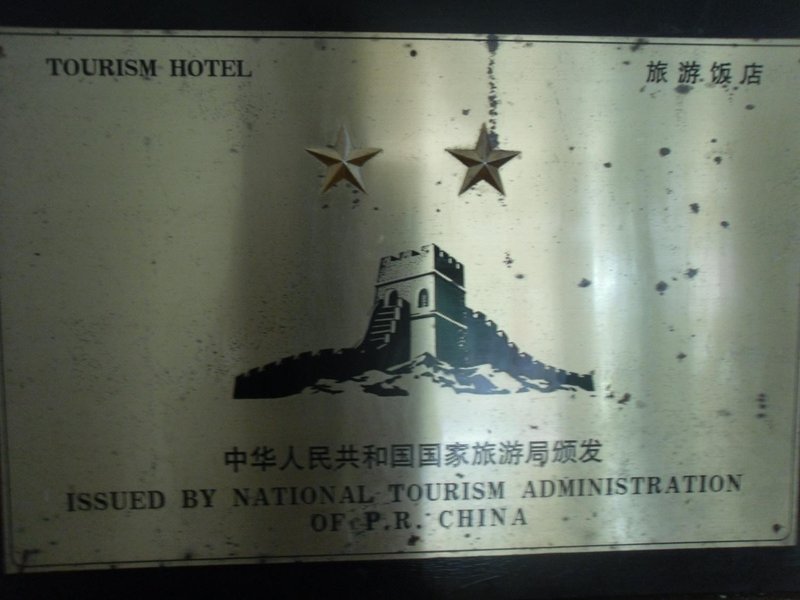 TOURISM HOTEL
旅游饭店
中华人民共和国国家旅游局颁发
ISSUED BY NATIONAL TOURISM ADMINISTRATION
OF P.R. CHINA